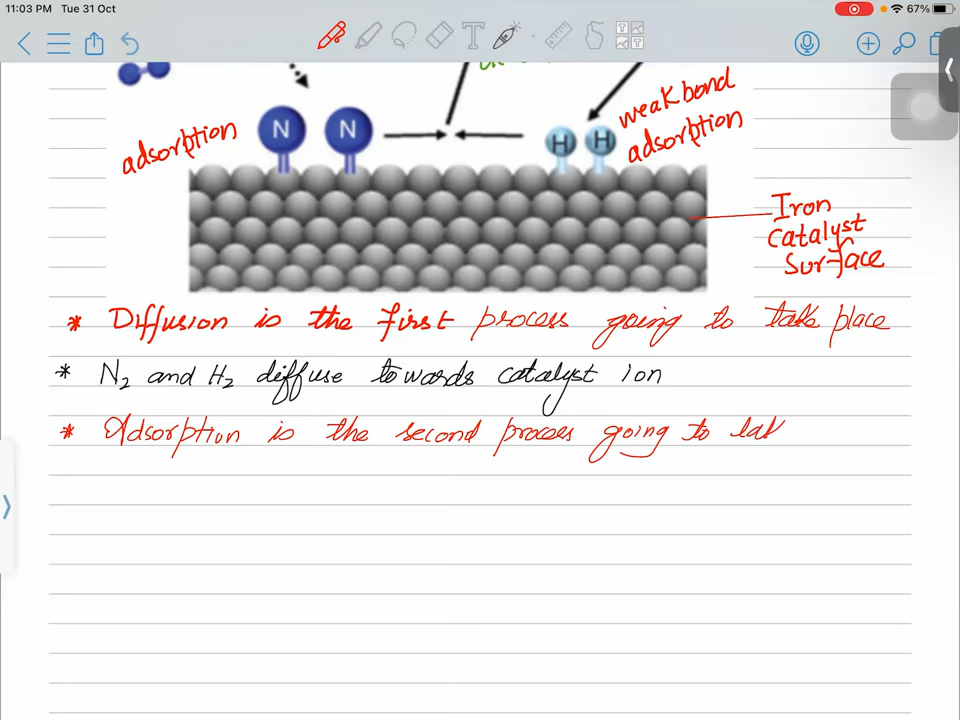 11:03 PM Tue 31 Oct 67%
weak bond
adsorption
adsorption
N N H H
Iron
catalyst
Surface
* Diffusion is the first process going to take place
* N₂ and H₂ diffuse towards catalyst ion
* Adsorption is the second process going to tak